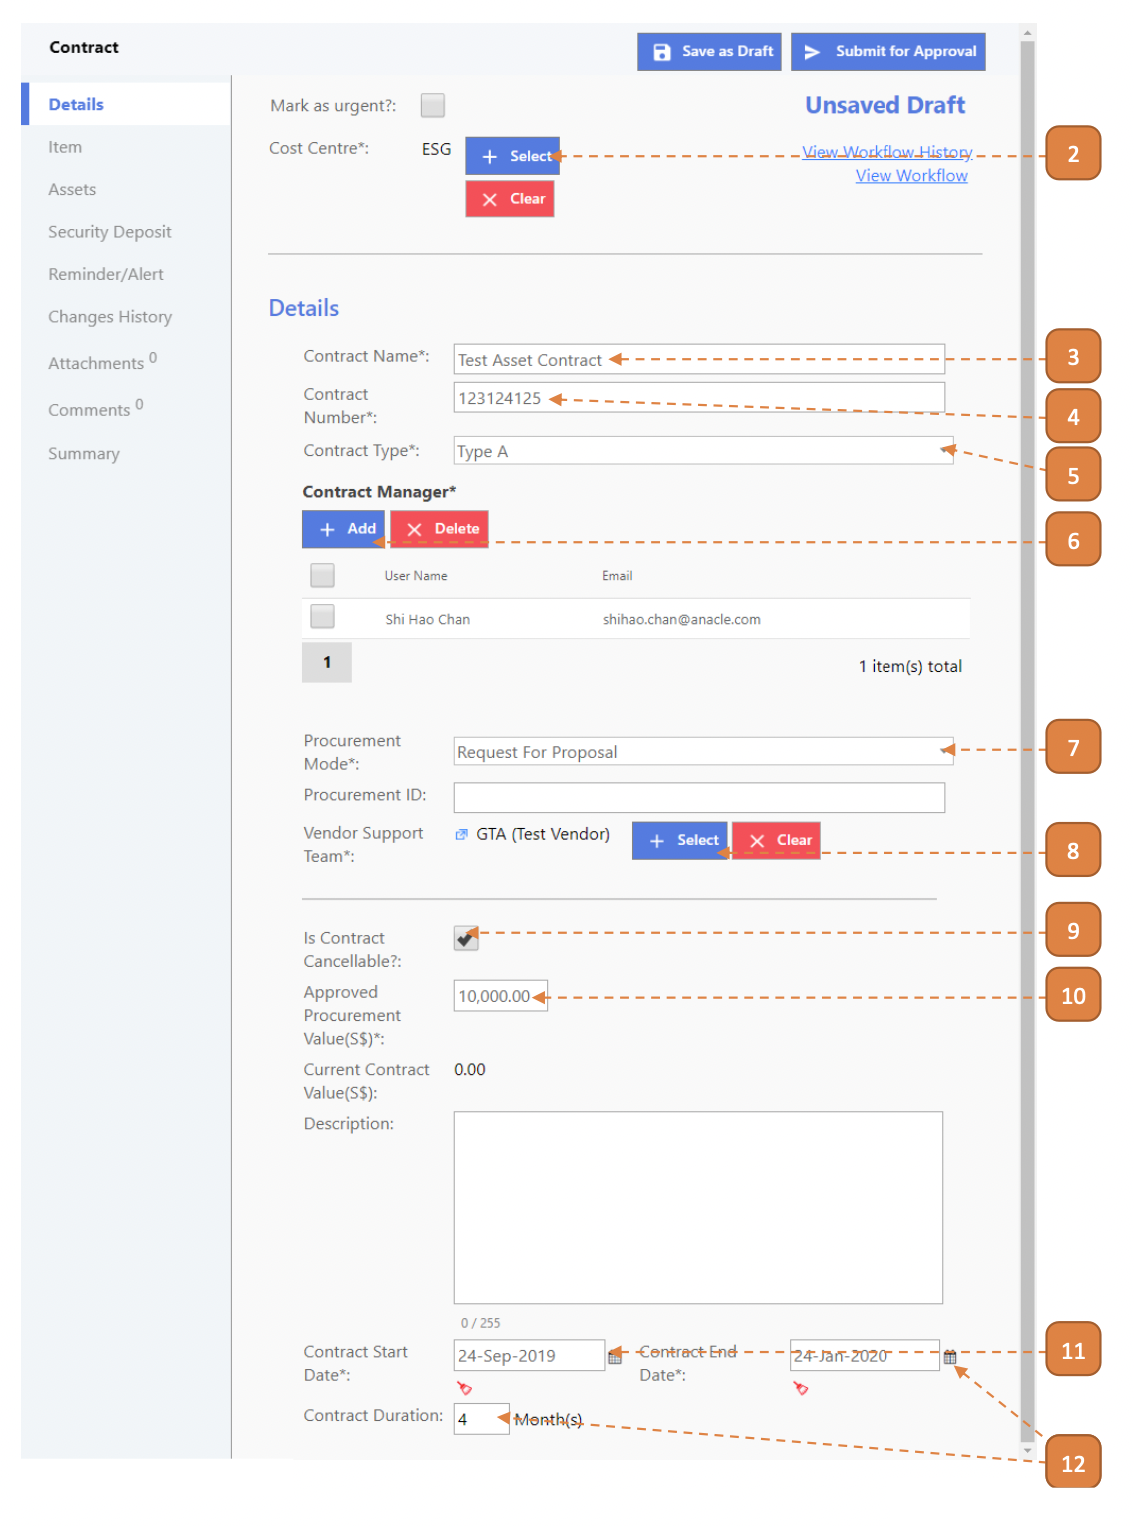 Contract
Save as Draft
Submit for Approval
Details
Item
Assets
Security Deposit
Reminder/Alert
Changes History
Attachments 0
Comments 0
Summary
Mark as urgent?:
Unsaved Draft
Cost Centre*: ESG
Select
Clear
View Workflow History
View Workflow
2
Details
Contract Name*: Test Asset Contract
3
Contract
Number*:
123124125
4
Contract Type*: Type A
5
Contract Manager*
Add
Delete
6
User Name Email
Shi Hao Chan shihao.chan@anacle.com
1
1 item(s) total
Procurement
Mode*:
Request For Proposal
7
Procurement ID:
Vendor Support
Team*:
GTA (Test Vendor)
Select
Clear
8
Is Contract
Cancellable?:
9
Approved
Procurement
Value(S$)*:
10,000.00
10
Current Contract
Value(S$):
0.00
Description:
0 / 255
Contract Start
Date*:
24-Sep-2019
Contract End
Date*:
24-Jan-2020
11
Contract Duration: 4 Month(s)
12